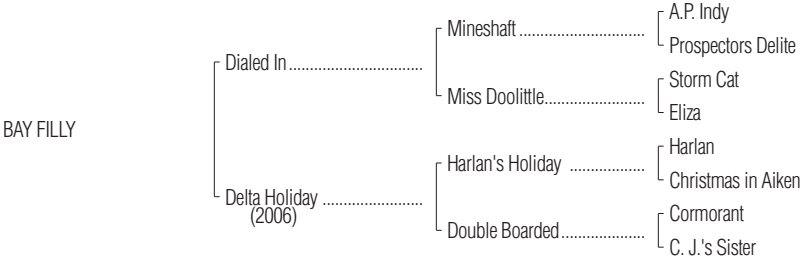 A.P. Indy
Mineshaft ..............................
Prospectors Delite
Dialed In................................
Storm Cat
Miss Doolittle........................
Eliza
BAY FILLY
Harlan
Harlan's Holiday ..................
Christmas in Aiken
Delta Holiday ........................
(2006)
Cormorant
Double Boarded....................
C. J.'s Sister